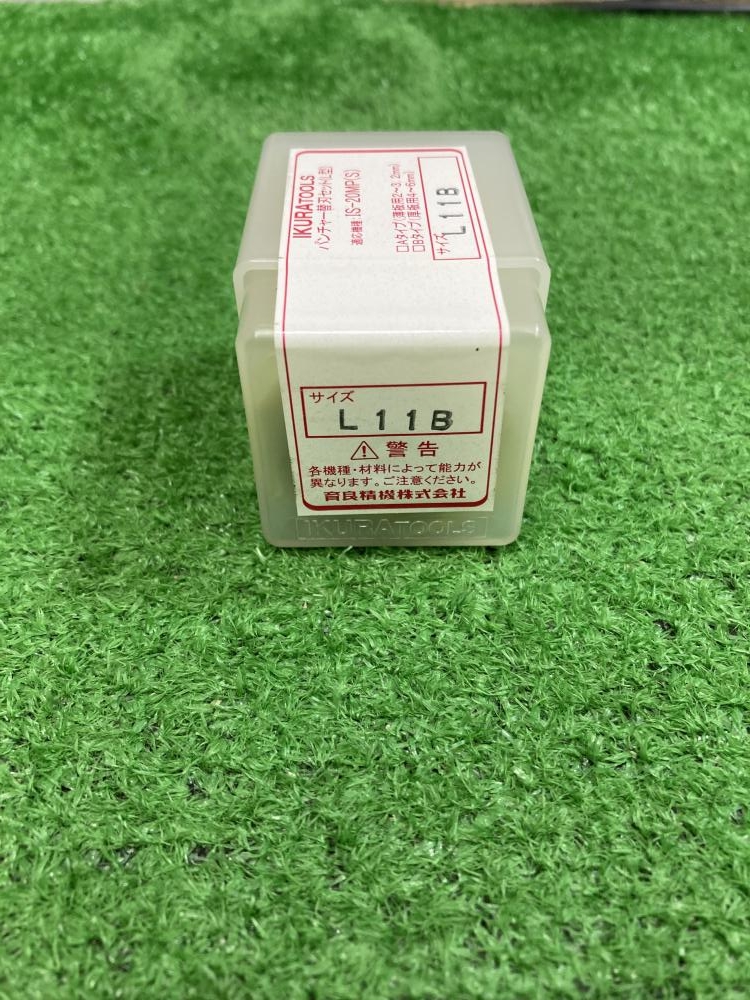 IKURATOOLS
パンチャー替刃セット(L型)
適応機種:IS-20MP(S)
□Aタイプ(薄板用2〜3.2mm)
□Bタイプ(厚板用4〜6mm)
サイズ
L11B
サイズ
L11B
警告
各機種・材料によって能力が
異なります。ご注意ください。
育良精機株式会社
IKURATOOLS